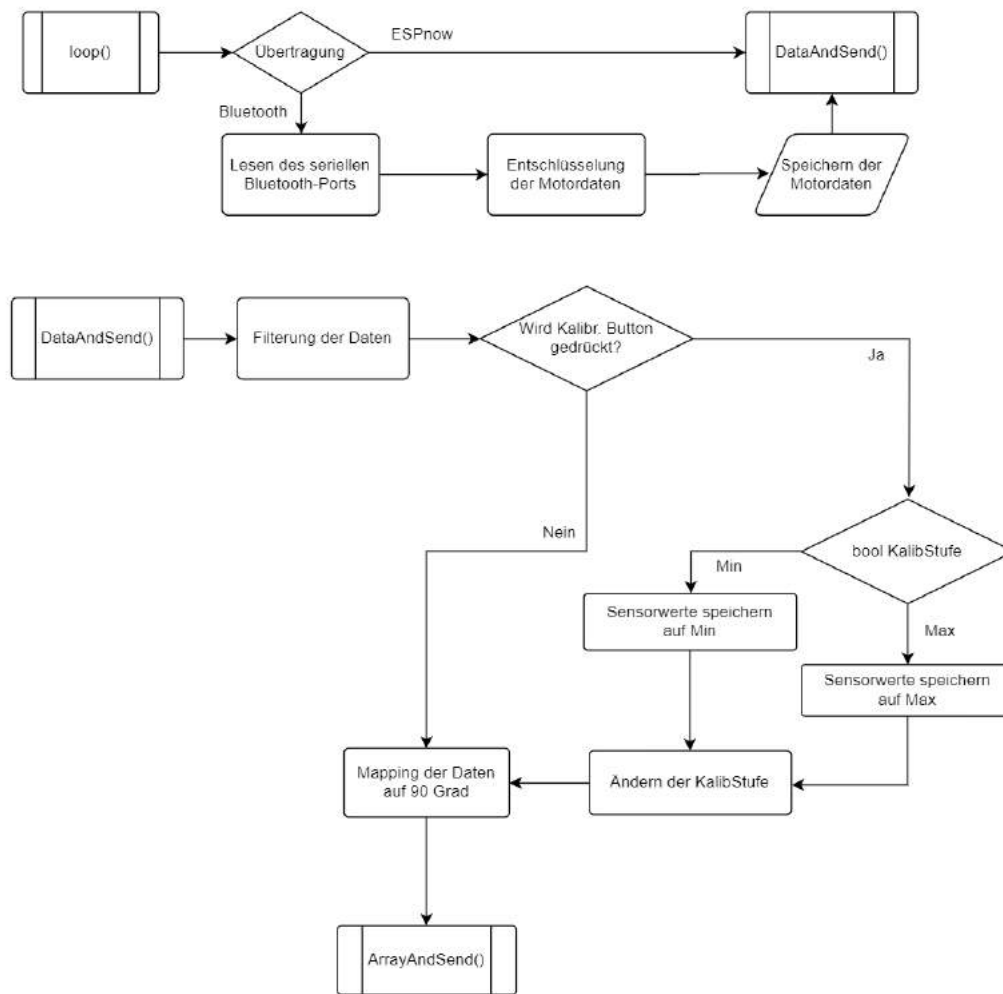 loop()
Übertragung
ESPnow
DataAndSend()
Bluetooth
Lesen des seriellen
Bluetooth-Ports
Entschlüsselung
der Motordaten
Speichern der
Motordaten
DataAndSend()
Filterung der Daten
Wird Kalibr. Button
gedrückt?
Ja
Nein
bool KalibStufe
Min
Sensorwerte speichern
auf Min
Max
Sensorwerte speichern
auf Max
Mapping der Daten
auf 90 Grad
Ändern der KalibStufe
ArrayAndSend()